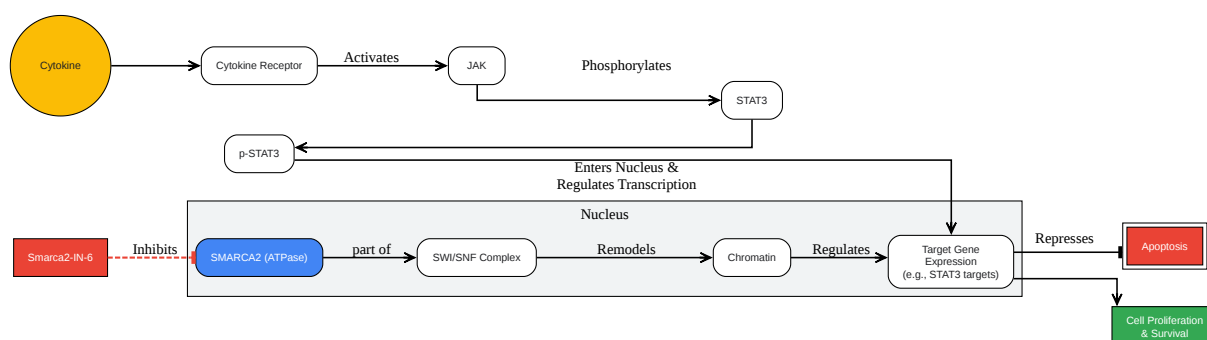 Cytokine
Cytokine Receptor
Activates
JAK
Phosphorylates
STAT3
p-STAT3
Enters Nucleus &
Regulates Transcription
Nucleus
Smarca2-IN-6
Inhibits
SMARCA2 (ATPase)
part of
SWI/SNF Complex
Remodels
Chromatin
Regulates
Target Gene
Expression
(e.g., STAT3 targets)
Represses
Apoptosis
Cell Proliferation
& Survival